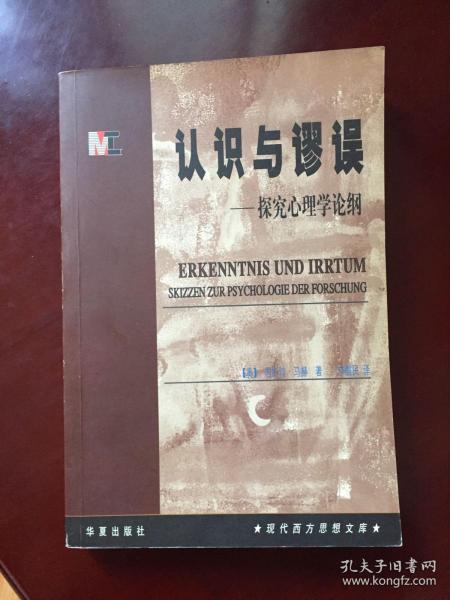 认识与谬误
——探究心理学论纲
ERKENNTNIS UND IRRTUM
SKIZZEN ZUR PSYCHOLOGIE DER FORSCHUNG
马赫 著 译
华夏出版社
★现代西方思想文库★
孔夫子旧书网
www.kongfz.com